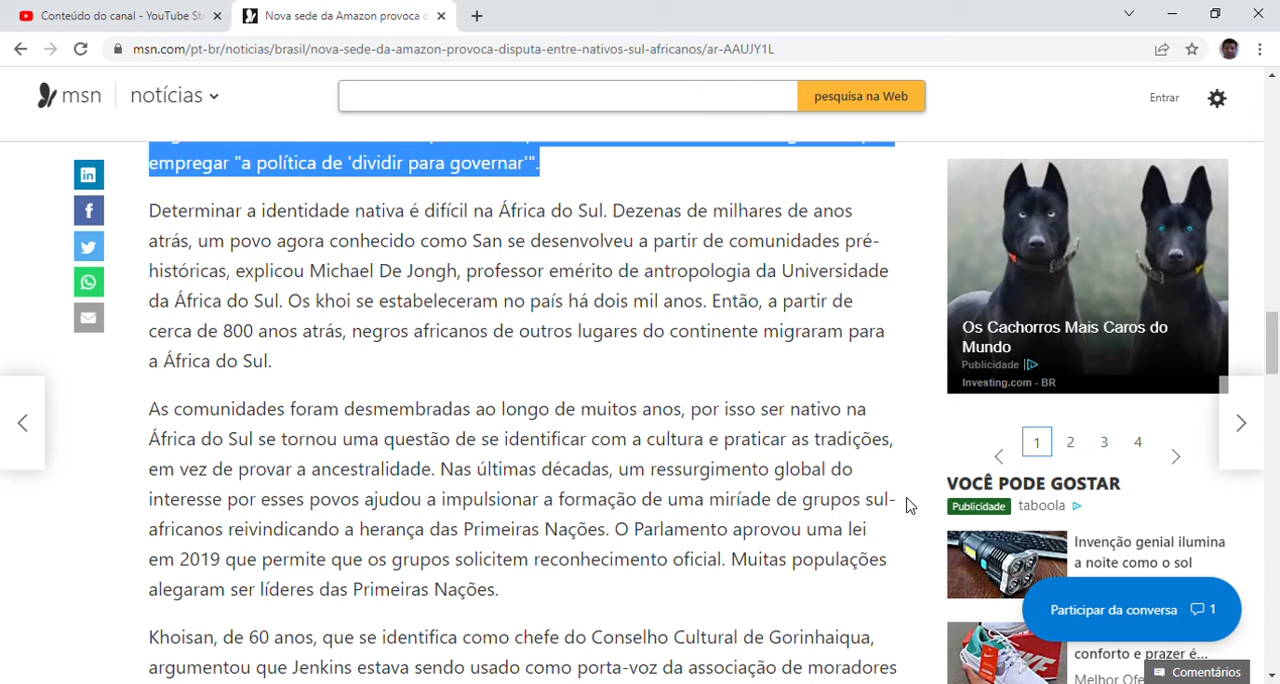 Conteúdo do canal - YouTube St
Nova sede da Amazon provoca d
msn.com/pt-br/noticias/brasil/nova-sede-da-amazon-provoca-disputa-entre-nativos-sul-africanos/ar-AAUJY1L
msn
notícias
pesquisa na Web
Entrar
empregar "a política de 'dividir para governar'".
Determinar a identidade nativa é difícil na África do Sul. Dezenas de milhares de anos
atrás, um povo agora conhecido como San se desenvolveu a partir de comunidades pré-
históricas, explicou Michael De Jongh, professor emérito de antropologia da Universidade
da África do Sul. Os khoi se estabeleceram no país há dois mil anos. Então, a partir de
cerca de 800 anos atrás, negros africanos de outros lugares do continente migraram para
a África do Sul.
As comunidades foram desmembradas ao longo de muitos anos, por isso ser nativo na
África do Sul se tornou uma questão de se identificar com a cultura e praticar as tradições,
em vez de provar a ancestralidade. Nas últimas décadas, um ressurgimento global do
interesse por esses povos ajudou a impulsionar a formação de uma miríade de grupos sul-
africanos reivindicando a herança das Primeiras Nações. O Parlamento aprovou uma lei
em 2019 que permite que os grupos solicitem reconhecimento oficial. Muitas populações
alegaram ser líderes das Primeiras Nações.
Khoisan, de 60 anos, que se identifica como chefe do Conselho Cultural de Gorinhaiqua,
argumentou que Jenkins estava sendo usado como porta-voz da associação de moradores
Os Cachorros Mais Caros do
Mundo
Publicidade
Investing.com - BR
1 2 3 4
VOCÊ PODE GOSTAR
Publicidade taboola
Invenção genial ilumina
a noite como o sol
Participar da conversa 1
conforto e prazer é...
Melhor Ofe
Comentários